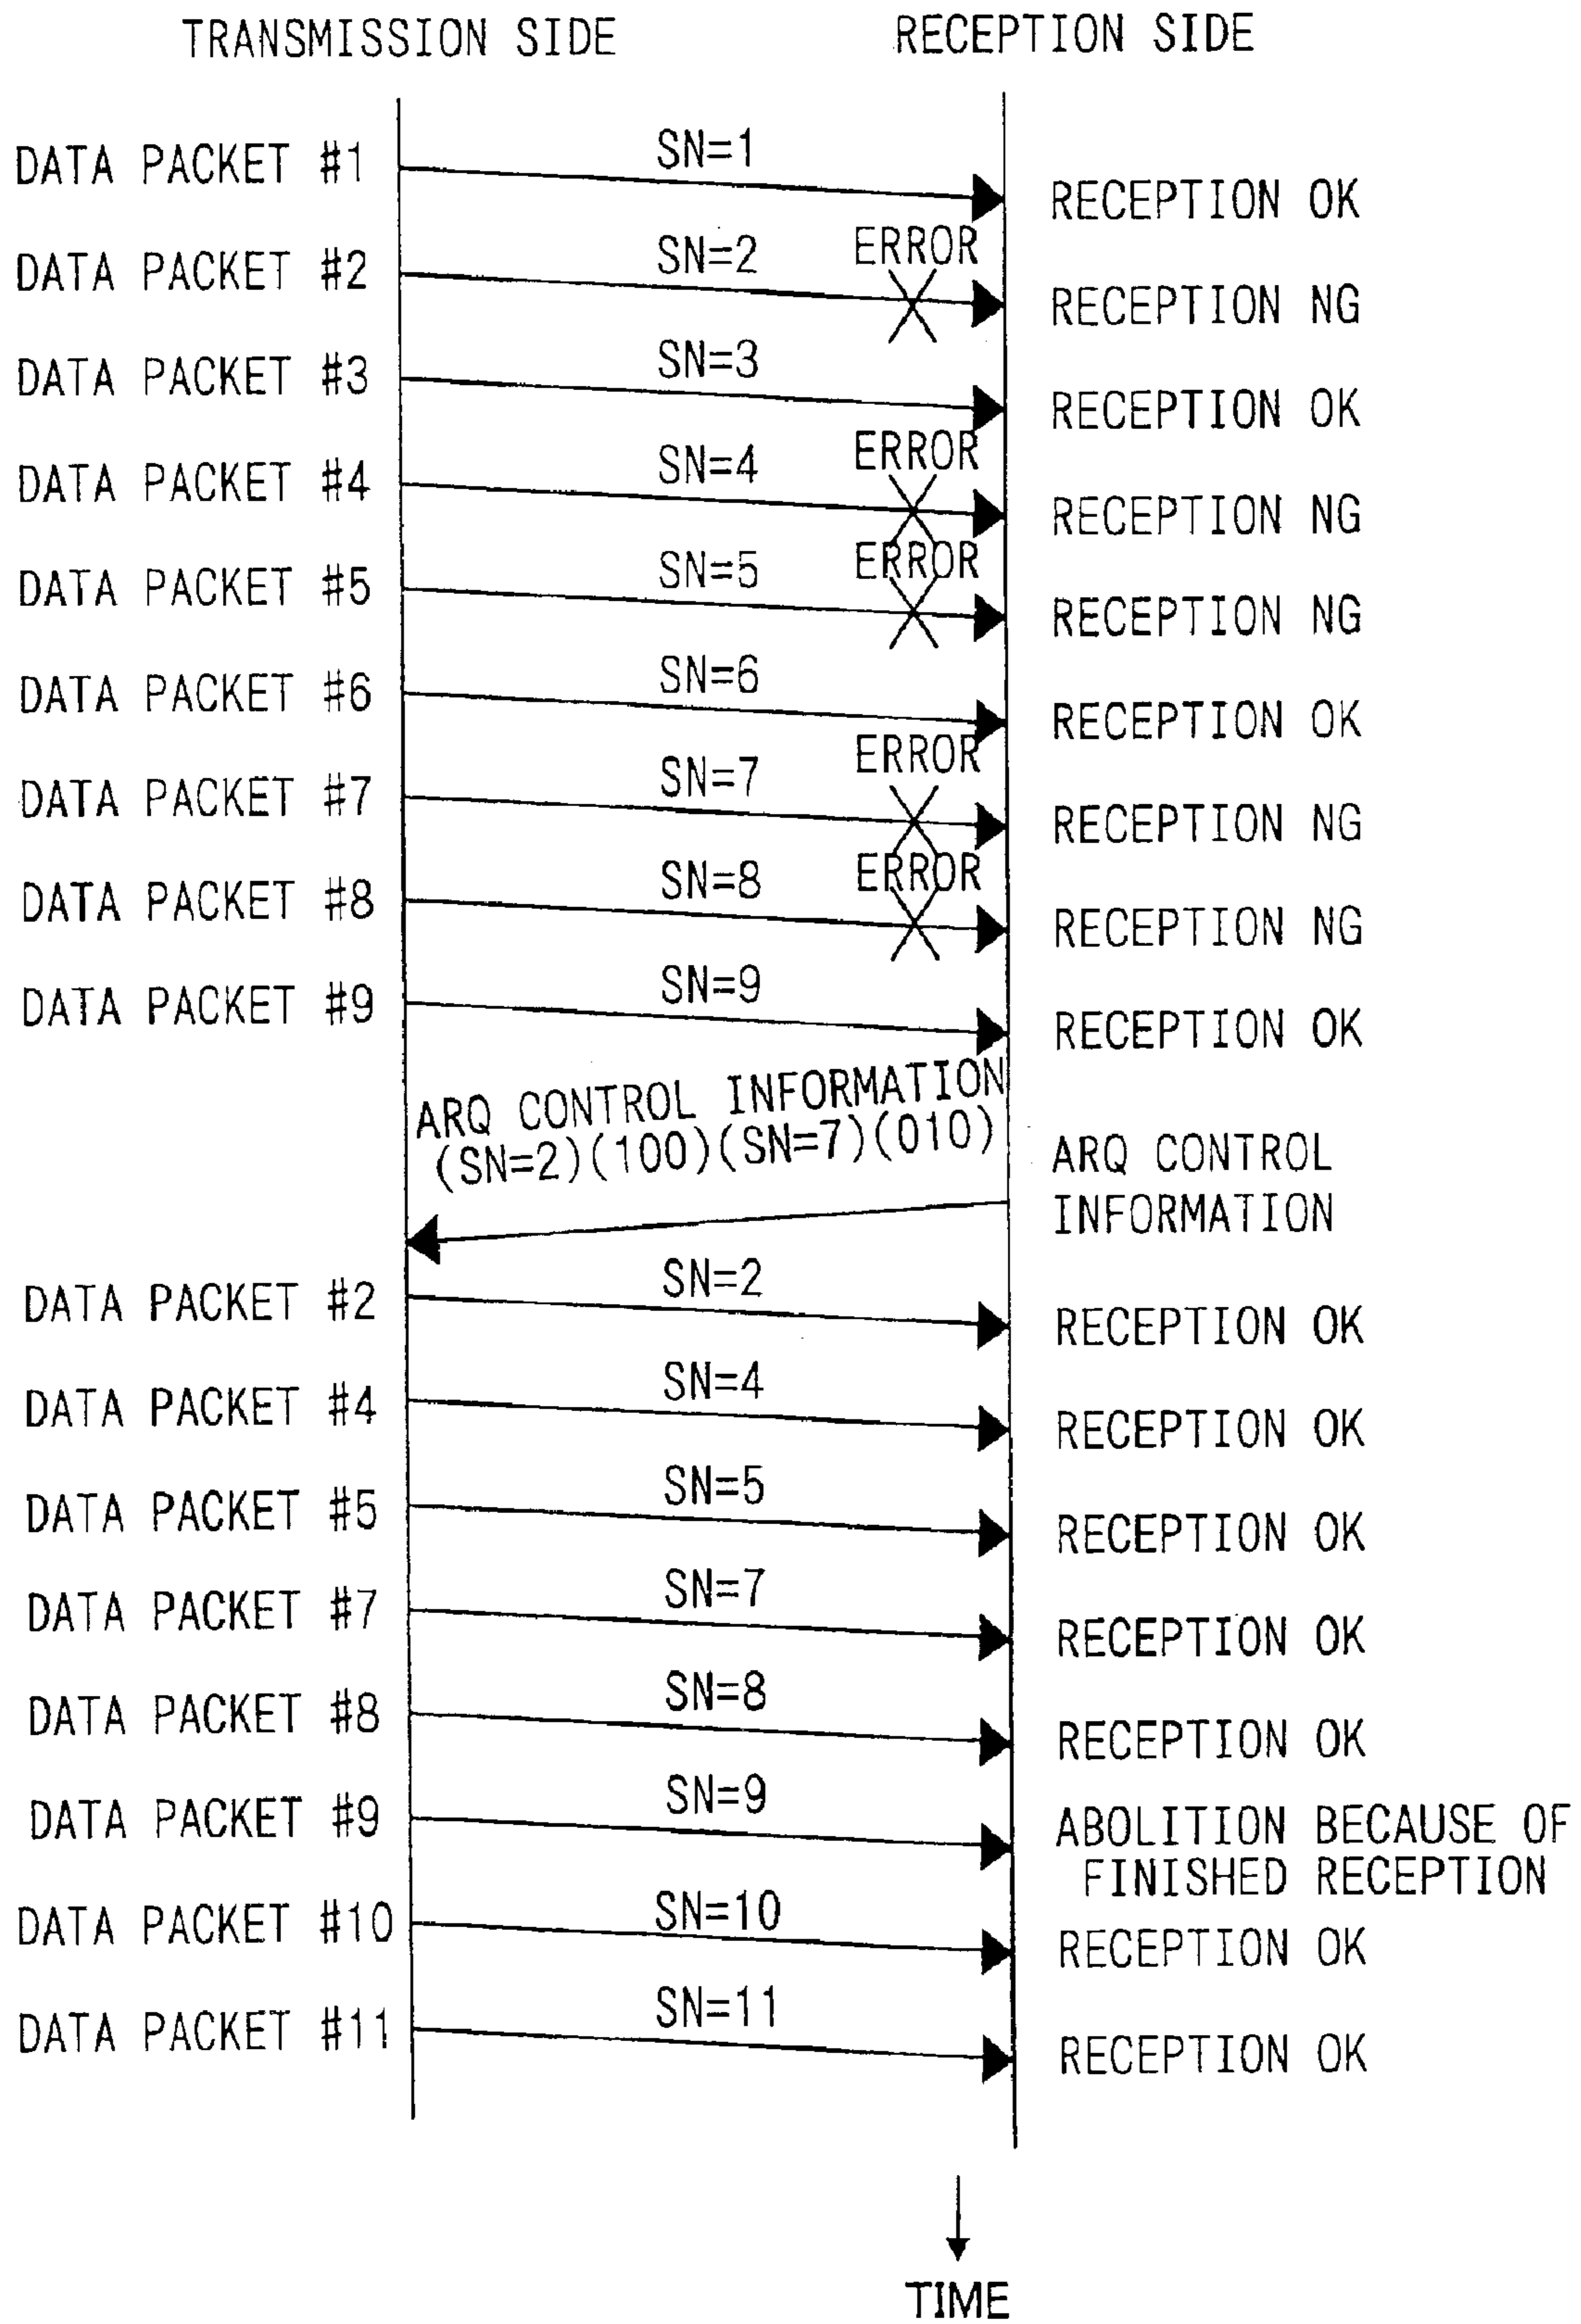 TRANSMISSION SIDE RECEPTION SIDE
DATA PACKET #1 SN=1 RECEPTION OK
DATA PACKET #2 SN=2 ERROR RECEPTION NG
DATA PACKET #3 SN=3 RECEPTION OK
DATA PACKET #4 SN=4 ERROR RECEPTION NG
DATA PACKET #5 SN=5 ERROR RECEPTION NG
DATA PACKET #6 SN=6 RECEPTION OK
DATA PACKET #7 SN=7 ERROR RECEPTION NG
DATA PACKET #8 SN=8 ERROR RECEPTION NG
DATA PACKET #9 SN=9 RECEPTION OK
ARQ CONTROL INFORMATION
(SN=2)(100)(SN=7)(010)
ARQ CONTROL
INFORMATION
DATA PACKET #2 SN=2 RECEPTION OK
DATA PACKET #4 SN=4 RECEPTION OK
DATA PACKET #5 SN=5 RECEPTION OK
DATA PACKET #7 SN=7 RECEPTION OK
DATA PACKET #8 SN=8 RECEPTION OK
DATA PACKET #9 SN=9 ABOLITION BECAUSE OF
FINISHED RECEPTION
DATA PACKET #10 SN=10 RECEPTION OK
DATA PACKET #11 SN=11 RECEPTION OK
TIME